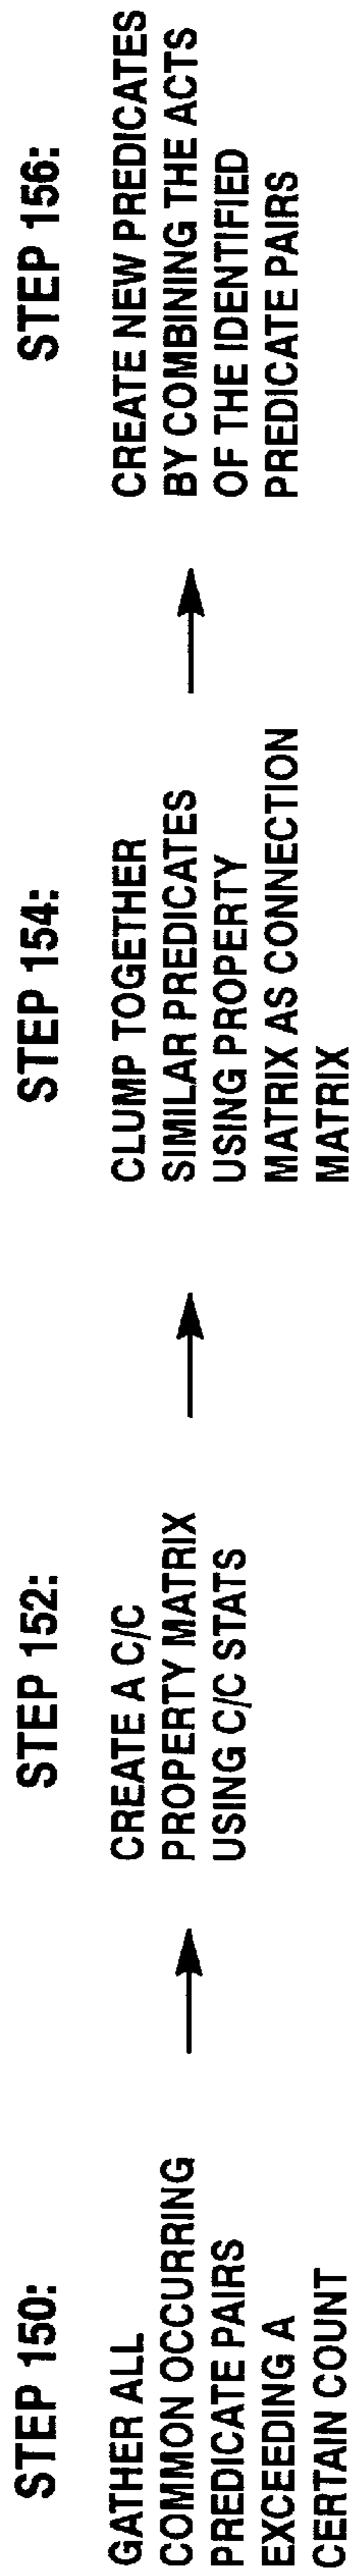 STEP 150:
GATHER ALL
COMMON OCCURRING
PREDICATE PAIRS
EXCEEDING A
CERTAIN COUNT
STEP 152:
CREATE A C/C
PROPERTY MATRIX
USING C/C STATS
STEP 154:
CLUMP TOGETHER
SIMILAR PREDICATES
USING PROPERTY
MATRIX AS CONNECTION
MATRIX
STEP 156:
CREATE NEW PREDICATES
BY COMBINING THE ACTS
OF THE IDENTIFIED
PREDICATE PAIRS